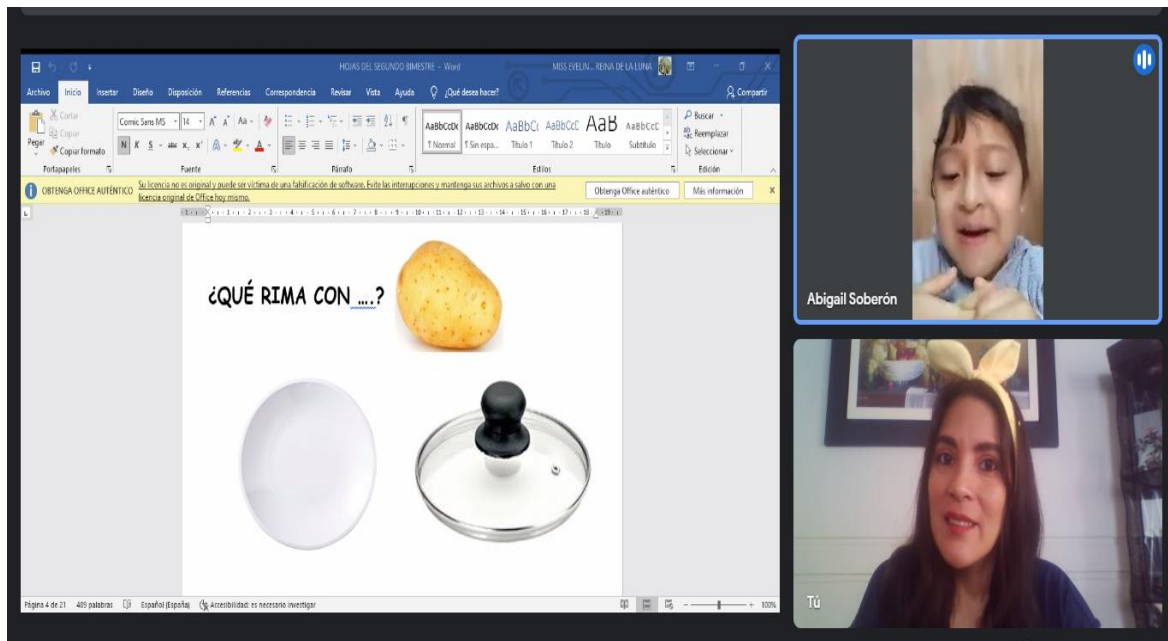 HOJAS DEL SEGUNDO BIMESTRE - Word
MISS EVELIN... REINA DE LA LUNA
Archivo Inicio Insertar Diseño Disposición Referencias Correspondencia Revisar Vista Ayuda ¿Qué desea hacer? Compartir
Cortar
Copiar
Copiar formato
Pegar
Comic Sans MS 14
N K S abc x, x'
AaBbCcDc AaBbCcDc AaBbCc AaBbCcC AaB AaBbCcC
¶ Normal ¶ Sin espa... Título 1 Título 2 Título Subtítulo
Buscar
Reemplazar
Seleccionar
Portapapeles Fuente Párrafo Estilos Edición
OBTENGA OFFICE AUTÉNTICO Su licencia no es original y puede ser víctima de una falsificación de software. Evite las interrupciones y mantenga sus archivos a salvo con una
licencia original de Office hoy mismo.
Obtenga Office auténtico Más información
¿QUÉ RIMA CON ....?
Página 4 de 21 489 palabras Español (España) Accesibilidad: es necesario investigar 100%
Abigail Soberón
Tú